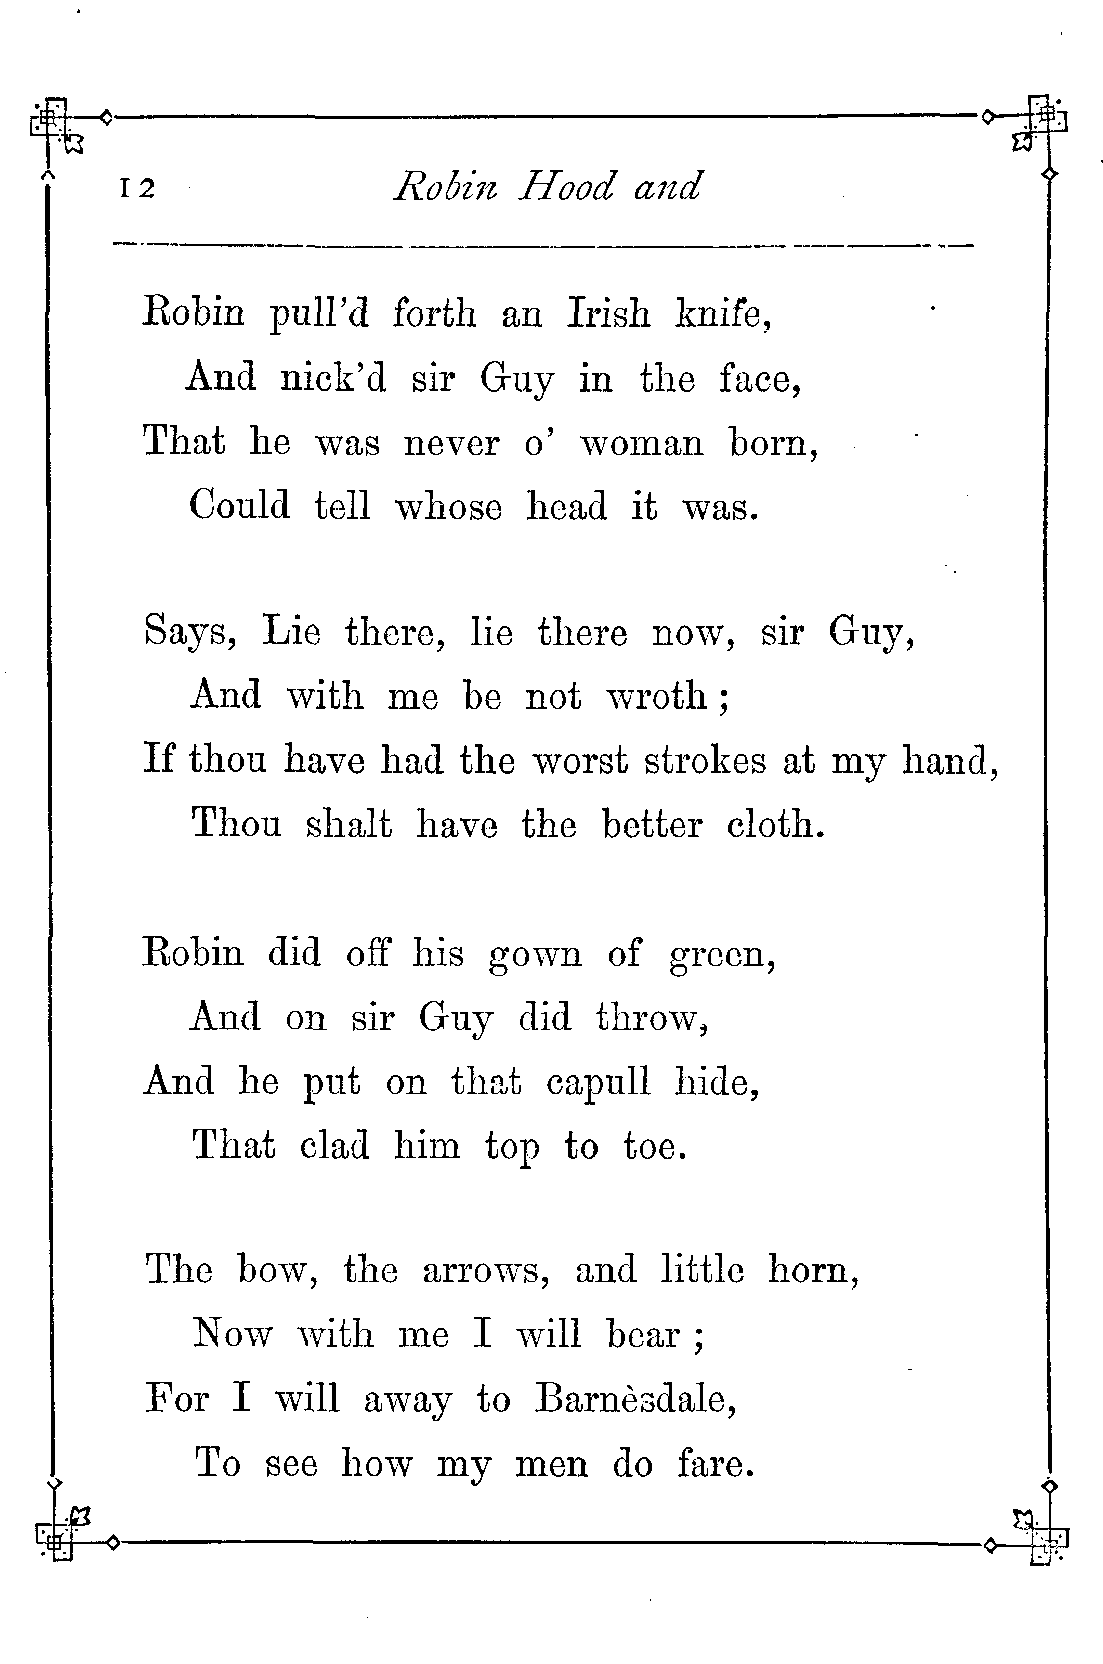 12 Robin Hood and
Robin pull'd forth an Irish knife,
And nick'd sir Guy in the face,
That he was never o' woman born,
Could tell whose head it was.
Says, Lie there, lie there now, sir Guy,
And with me be not wroth ;
If thou have had the worst strokes at my hand,
Thou shalt have the better cloth.
Robin did off his gown of green,
And on sir Guy did throw,
And he put on that capull hide,
That clad him top to toe.
The bow, the arrows, and little horn,
Now with me I will bear ;
For I will away to Barnèsdale,
To see how my men do fare.